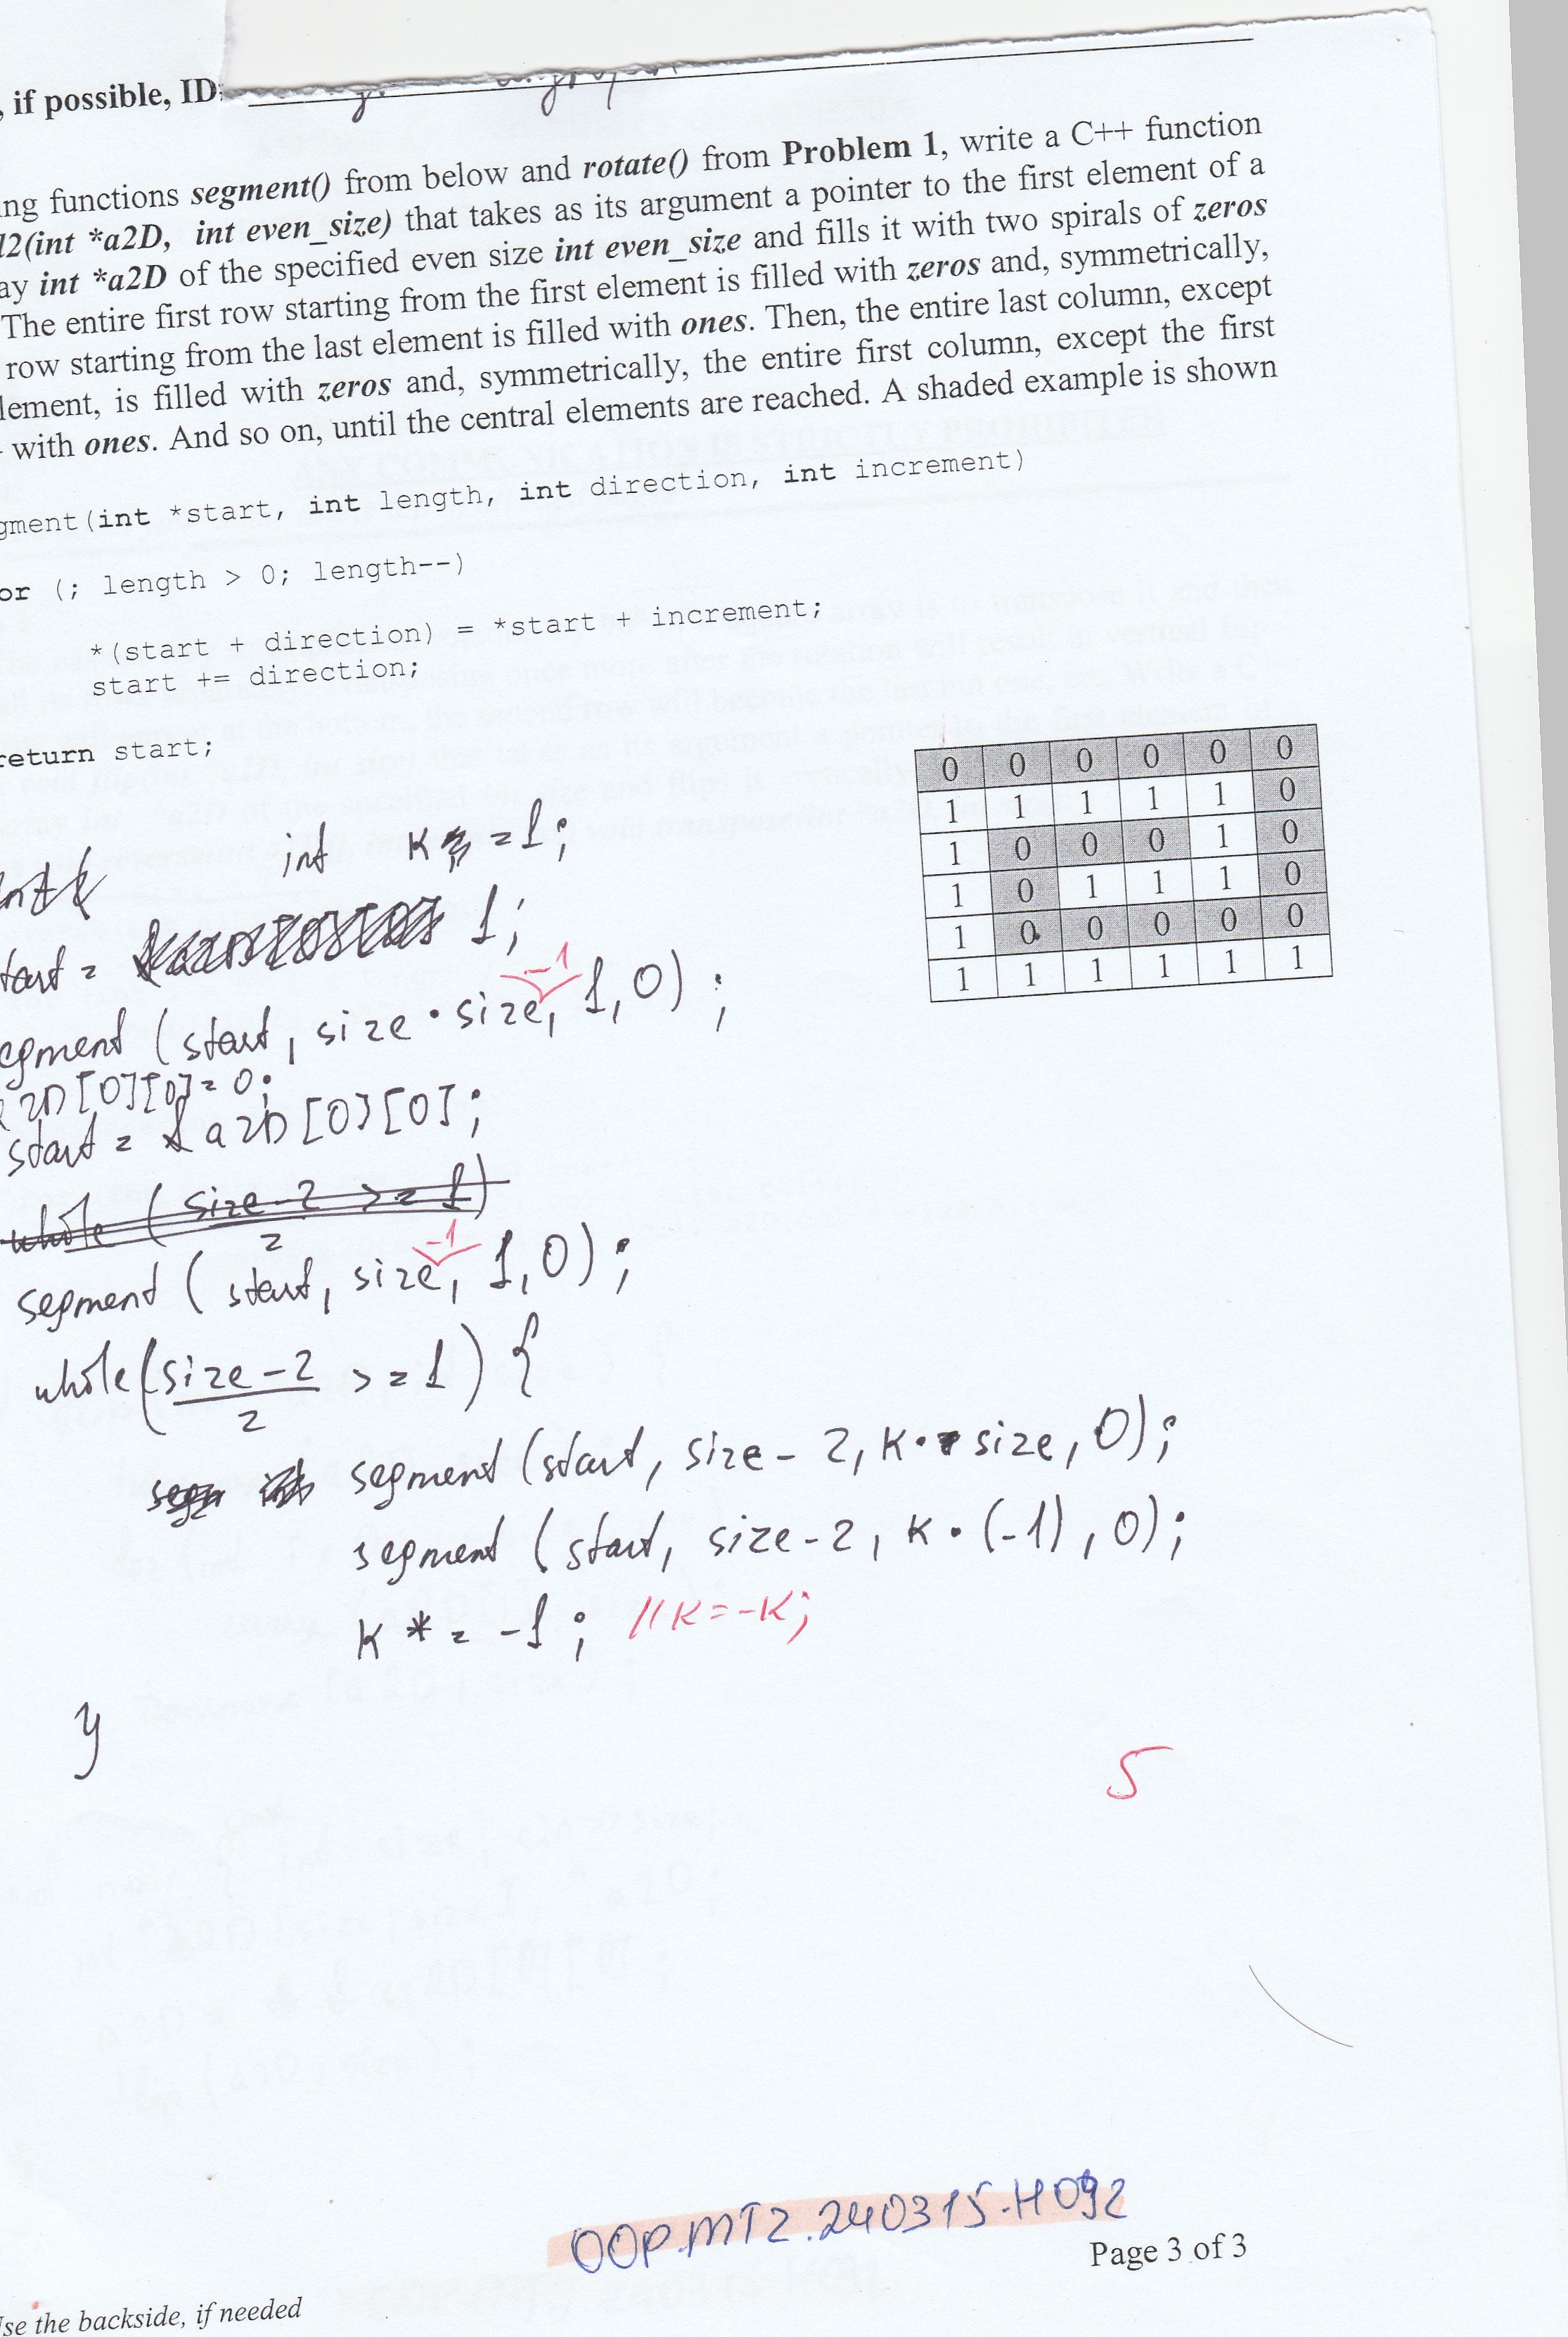 , if possible, ID:
ng functions segment() from below and rotate() from Problem 1, write a C++ function
l2(int *a2D, int even_size) that takes as its argument a pointer to the first element of a
ay int *a2D of the specified even size int even_size and fills it with two spirals of zeros
The entire first row starting from the first element is filled with zeros and, symmetrically,
row starting from the last element is filled with ones. Then, the entire last column, except
lement, is filled with zeros and, symmetrically, the entire first column, except the first
with ones. And so on, until the central elements are reached. A shaded example is shown
gment(int *start, int length, int direction, int increment)
or (; length > 0; length--)
*(start + direction) = *start + increment;
start += direction;
return start;
0 0 0 0 0 0
1 1 1 1 1 0
1 0 0 0 1 0
1 0 1 1 1 0
1 0 0 0 0 0
1 1 1 1 1 1
int k = 1;
tart = 1;
-1
egment (start, size · size, 1, 0) ;
2D[0][0] = 0;
start = &a2D[0][0];
while (size-2 >= 1)
2
-1
segment (start, size, 1, 0) ;
while (size-2 >= 1) {
2
segment (start, size - 2, k · size, 0);
segment (start, size-2, k · (-1), 0);
k *= -1 ; // k = -k;
}
5
OOP.MT2.240315.H092
Page 3 of 3
Use the backside, if needed